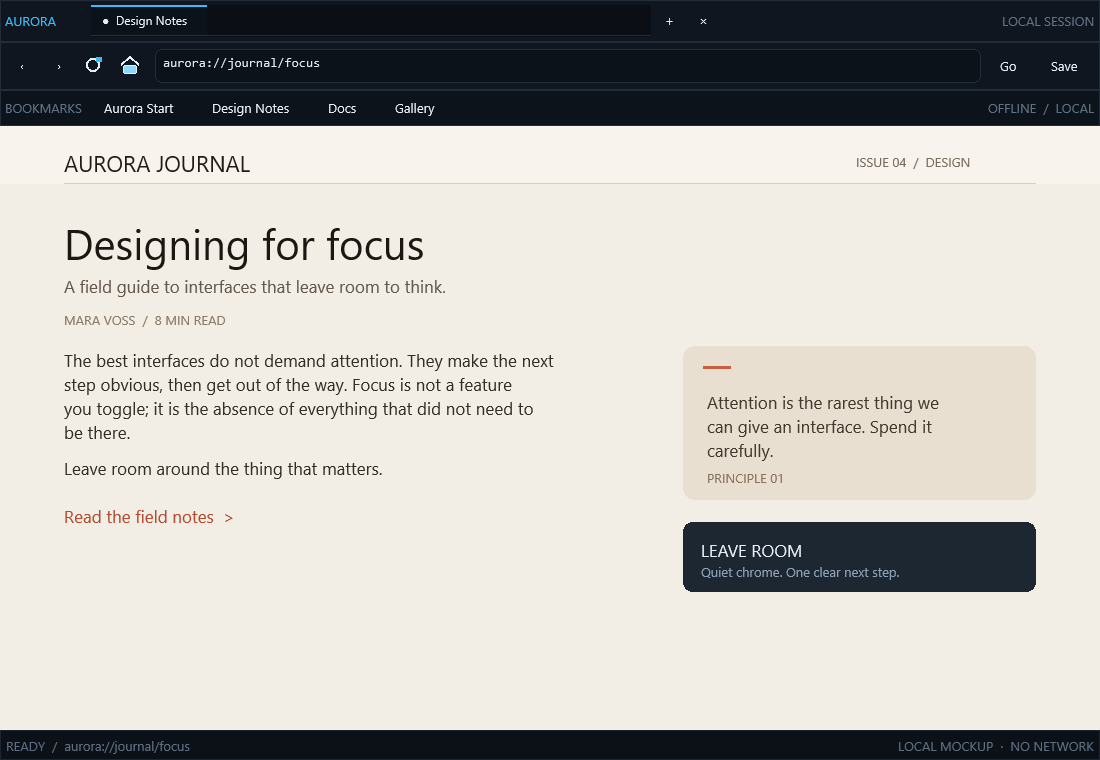 AURORA
● Design Notes
+
×
LOCAL SESSION
‹
›
aurora://journal/focus
Go
Save
BOOKMARKS
Aurora Start
Design Notes
Docs
Gallery
OFFLINE / LOCAL
AURORA JOURNAL
ISSUE 04 / DESIGN
Designing for focus
A field guide to interfaces that leave room to think.
MARA VOSS / 8 MIN READ
The best interfaces do not demand attention. They make the next
step obvious, then get out of the way. Focus is not a feature
you toggle; it is the absence of everything that did not need to
be there.
Leave room around the thing that matters.
Read the field notes >
Attention is the rarest thing we
can give an interface. Spend it
carefully.
PRINCIPLE 01
LEAVE ROOM
Quiet chrome. One clear next step.
READY / aurora://journal/focus
LOCAL MOCKUP · NO NETWORK